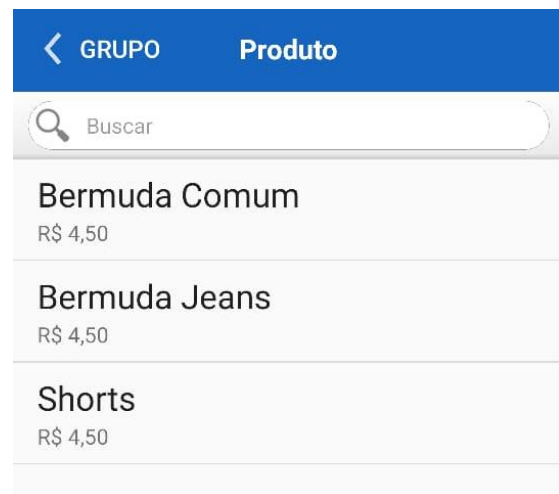 GRUPO Produto
Buscar
Bermuda Comum
R$ 4,50
Bermuda Jeans
R$ 4,50
Shorts
R$ 4,50